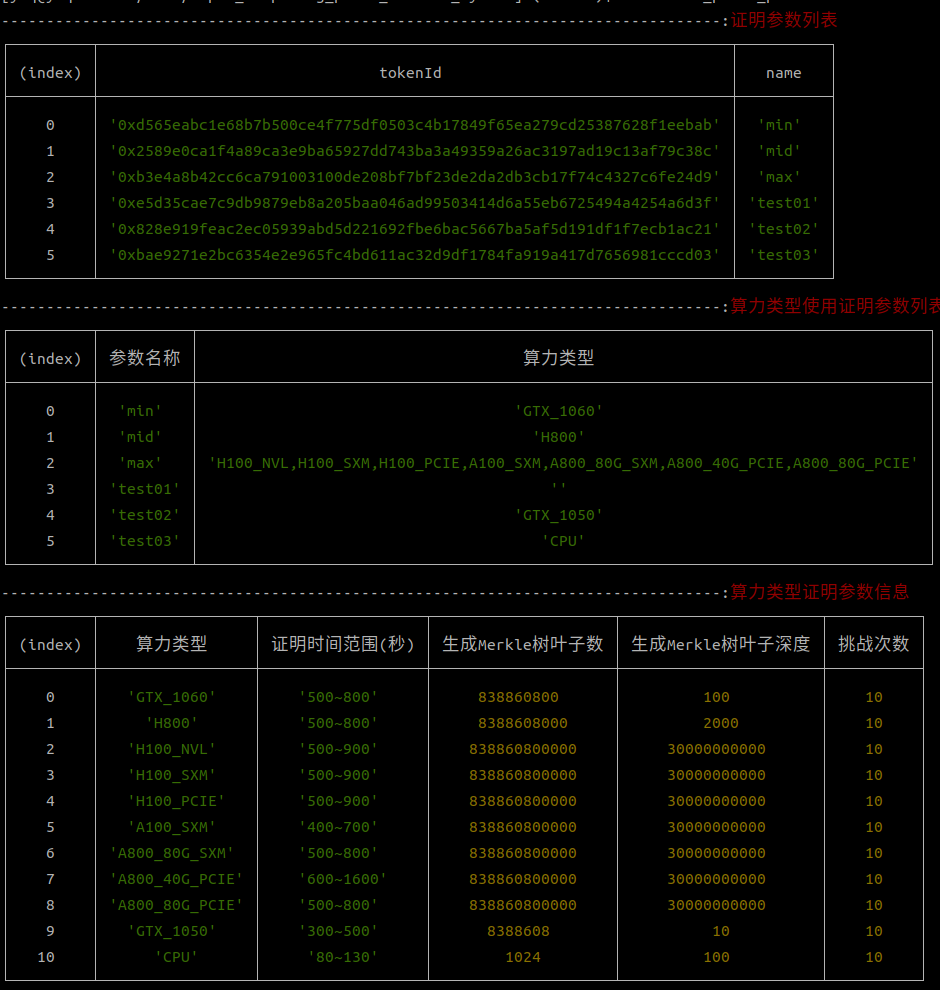 :证明参数列表
(index) tokenId name
0 '0xd565eabc1e68b7b500ce4f775df0503c4b17849f65ea279cd25387628f1eebab' 'min'
1 '0x2589e0ca1f4a89ca3e9ba65927dd743ba3a49359a26ac3197ad19c13af79c38c' 'mid'
2 '0xb3e4a8b42cc6ca791003100de208bf7bf23de2da2db3cb17f74c4327c6fe24d9' 'max'
3 '0xe5d35cae7c9db9879eb8a205baa046ad99503414d6a55eb6725494a4254a6d3f' 'test01'
4 '0x828e919feac2ec05939abd5d221692fbe6bac5667ba5af5d191df1f7ecb1ac21' 'test02'
5 '0xbae9271e2bc6354e2e965fc4bd611ac32d9df1784fa919a417d7656981cccd03' 'test03'
:算力类型使用证明参数列表
(index) 参数名称 算力类型
0 'min' 'GTX_1060'
1 'mid' 'H800'
2 'max' 'H100_NVL,H100_SXM,H100_PCIE,A100_SXM,A800_80G_SXM,A800_40G_PCIE,A800_80G_PCIE'
3 'test01' ''
4 'test02' 'GTX_1050'
5 'test03' 'CPU'
:算力类型证明参数信息
(index) 算力类型 证明时间范围(秒) 生成Merkle树叶子数 生成Merkle树叶子深度 挑战次数
0 'GTX_1060' '500~800' 838860800 100 10
1 'H800' '500~800' 8388608000 2000 10
2 'H100_NVL' '500~900' 838860800000 30000000000 10
3 'H100_SXM' '500~900' 838860800000 30000000000 10
4 'H100_PCIE' '500~900' 838860800000 30000000000 10
5 'A100_SXM' '400~700' 838860800000 30000000000 10
6 'A800_80G_SXM' '500~800' 838860800000 30000000000 10
7 'A800_40G_PCIE' '600~1600' 838860800000 30000000000 10
8 'A800_80G_PCIE' '500~800' 838860800000 30000000000 10
9 'GTX_1050' '300~500' 8388608 10 10
10 'CPU' '80~130' 1024 100 10